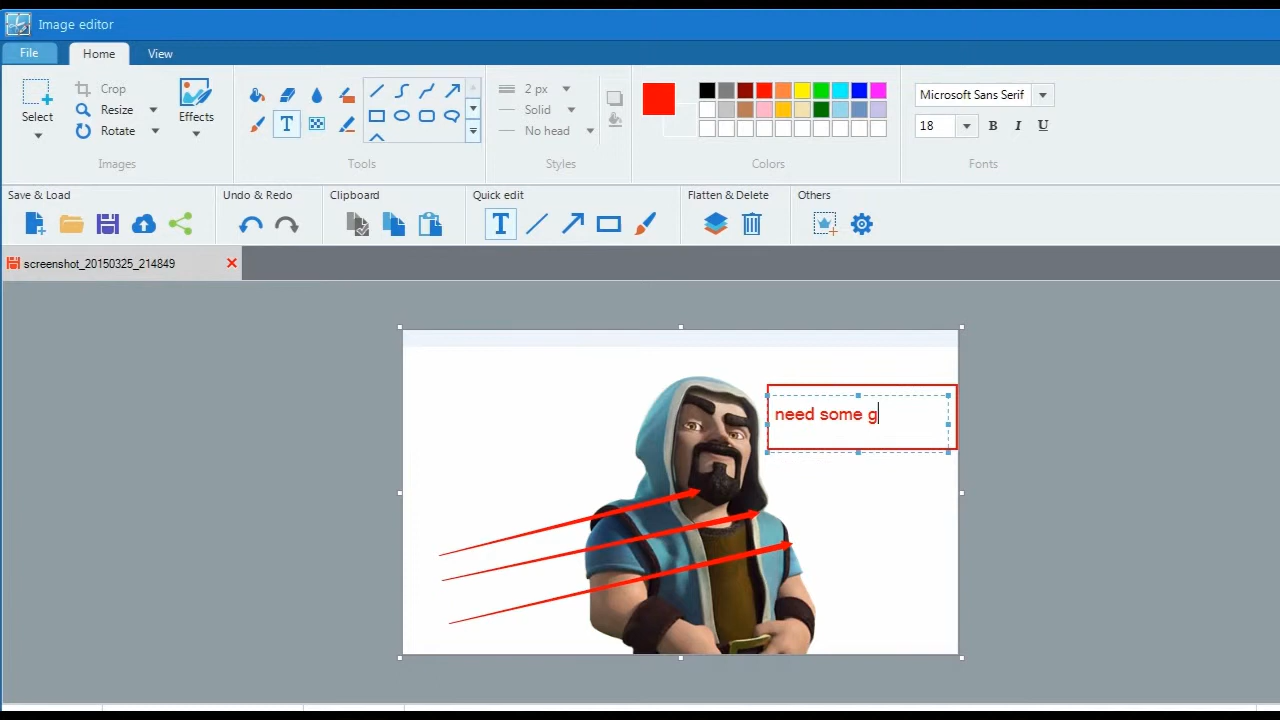 Image editor
File
Home
View
Select
Crop
Resize
Rotate
Effects
Images
Tools
2 px
Solid
No head
Styles
Colors
Microsoft Sans Serif
18
B I U
Fonts
Save & Load
Undo & Redo
Clipboard
Quick edit
Flatten & Delete
Others
screenshot_20150325_214849
need some g